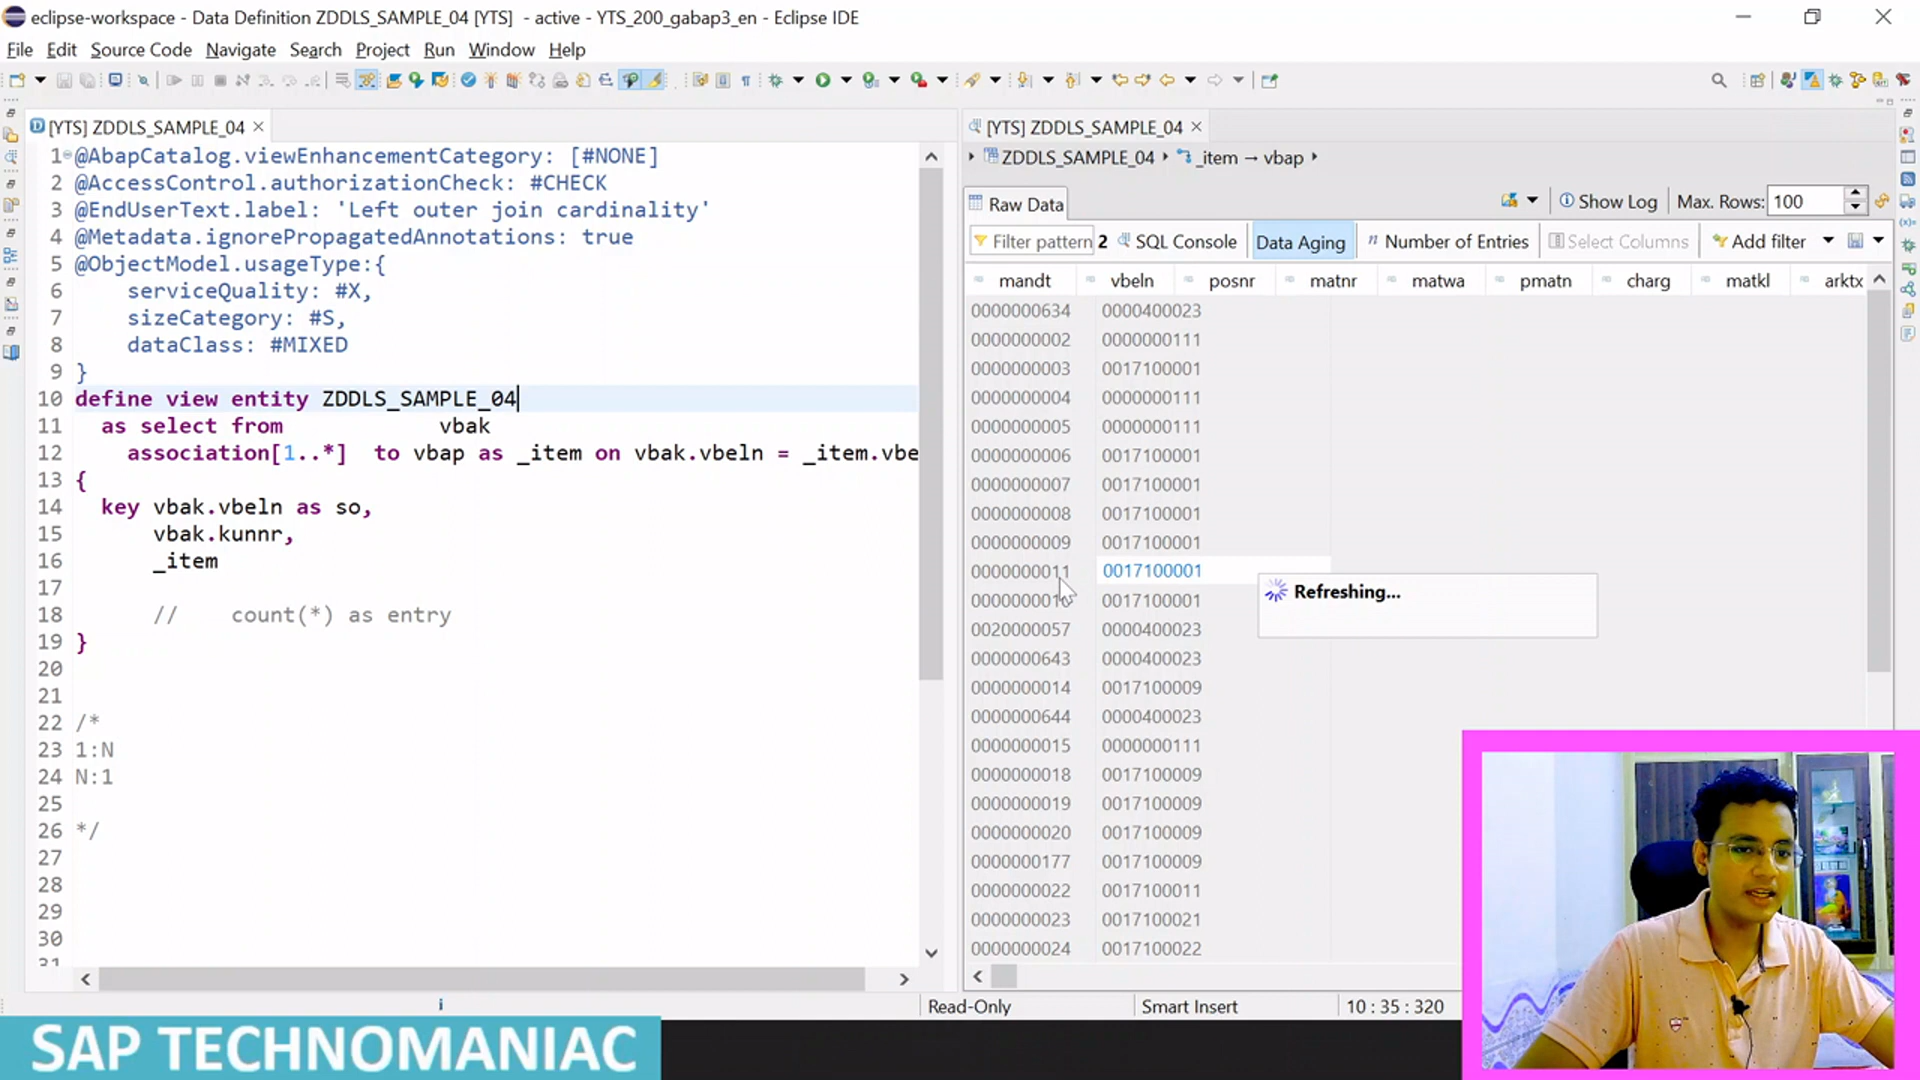 eclipse-workspace - Data Definition ZDDLS_SAMPLE_04 [YTS] - active - YTS_200_gabap3_en - Eclipse IDE
File Edit Source Code Navigate Search Project Run Window Help
[YTS] ZDDLS_SAMPLE_04
1 @AbapCatalog.viewEnhancementCategory: [#NONE]
2 @AccessControl.authorizationCheck: #CHECK
3 @EndUserText.label: 'Left outer join cardinality'
4 @Metadata.ignorePropagatedAnnotations: true
5 @ObjectModel.usageType:{
6 serviceQuality: #X,
7 sizeCategory: #S,
8 dataClass: #MIXED
9 }
10 define view entity ZDDLS_SAMPLE_04
11 as select from vbak
12 association[1..*] to vbap as _item on vbak.vbeln = _item.vbe
13 {
14 key vbak.vbeln as so,
15 vbak.kunnr,
16 _item
17
18 // count(*) as entry
19 }
20
21
22 /*
23 1:N
24 N:1
25
26 */
27
28
29
30
31
[YTS] ZDDLS_SAMPLE_04
ZDDLS_SAMPLE_04 _item → vbap
Raw Data Show Log Max. Rows: 100
Filter pattern 2 SQL Console Data Aging Number of Entries Select Columns Add filter
mandt vbeln posnr matnr matwa pmatn charg matkl arktx
0000000634 0000400023
0000000002 0000000111
0000000003 0017100001
0000000004 0000000111
0000000005 0000000111
0000000006 0017100001
0000000007 0017100001
0000000008 0017100001
0000000009 0017100001
0000000011 0017100001
0017100001
0020000057 0000400023
0000000643 0000400023
0000000014 0017100009
0000000644 0000400023
0000000015 0000000111
0000000018 0017100009
0000000019 0017100009
0000000020 0017100009
0000000177 0017100009
0000000022 0017100011
0000000023 0017100021
0000000024 0017100022
Refreshing...
Read-Only Smart Insert 10 : 35 : 320
SAP TECHNOMANIAC